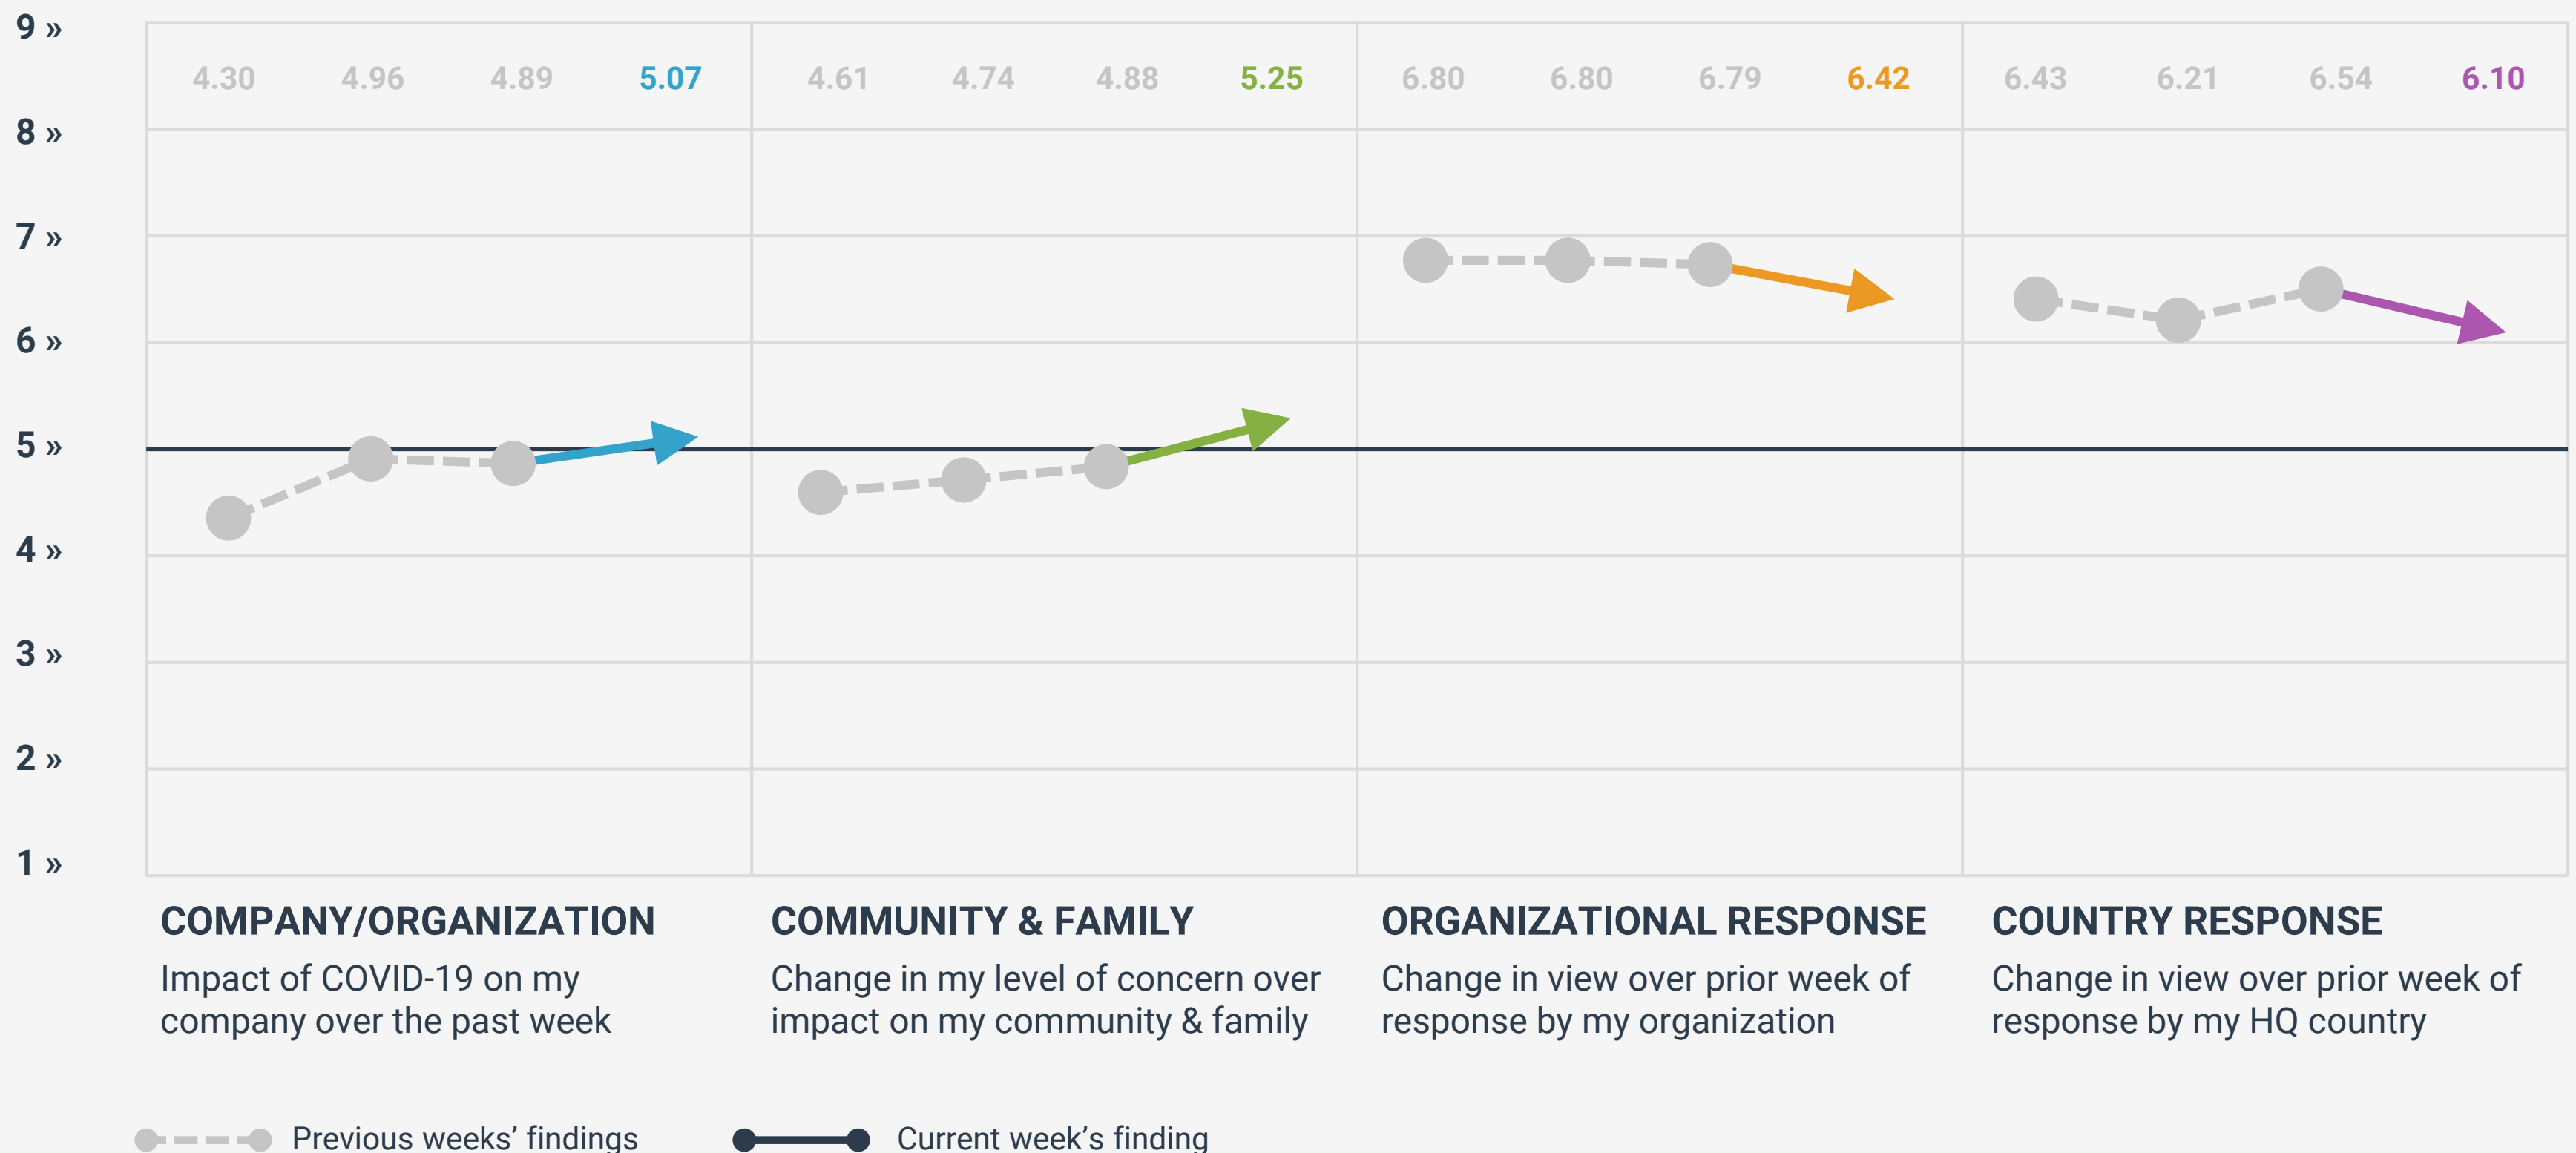 9 »
4.30 4.96 4.89 5.07 4.61 4.74 4.88 5.25 6.80 6.80 6.79 6.42 6.43 6.21 6.54 6.10
8 »
7 »
6 »
5 »
4 »
3 »
2 »
1 »
COMPANY/ORGANIZATION
Impact of COVID-19 on my
company over the past week
COMMUNITY & FAMILY
Change in my level of concern over
impact on my community & family
ORGANIZATIONAL RESPONSE
Change in view over prior week of
response by my organization
COUNTRY RESPONSE
Change in view over prior week of
response by my HQ country
Previous weeks’ findings
Current week’s finding